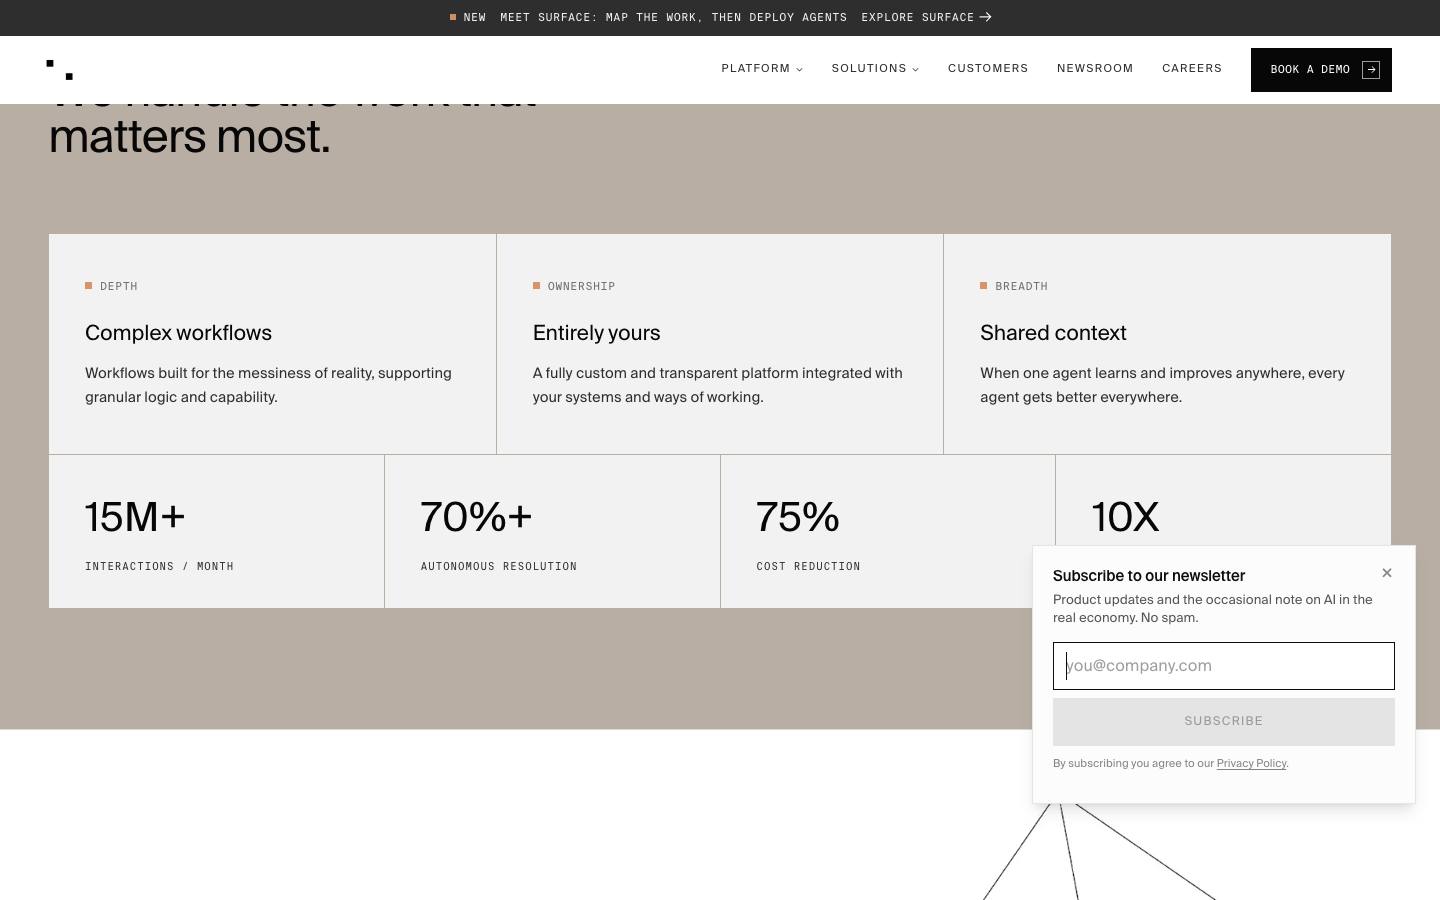 NEW MEET SURFACE: MAP THE WORK, THEN DEPLOY AGENTS EXPLORE SURFACE
PLATFORM SOLUTIONS CUSTOMERS NEWSROOM CAREERS BOOK A DEMO
We handle the work that
matters most.
DEPTH
Complex workflows
Workflows built for the messiness of reality, supporting
granular logic and capability.
OWNERSHIP
Entirely yours
A fully custom and transparent platform integrated with
your systems and ways of working.
BREADTH
Shared context
When one agent learns and improves anywhere, every
agent gets better everywhere.
15M+
INTERACTIONS / MONTH
70%+
AUTONOMOUS RESOLUTION
75%
COST REDUCTION
10X
Subscribe to our newsletter
Product updates and the occasional note on AI in the
real economy. No spam.
you@company.com
SUBSCRIBE
By subscribing you agree to our Privacy Policy.